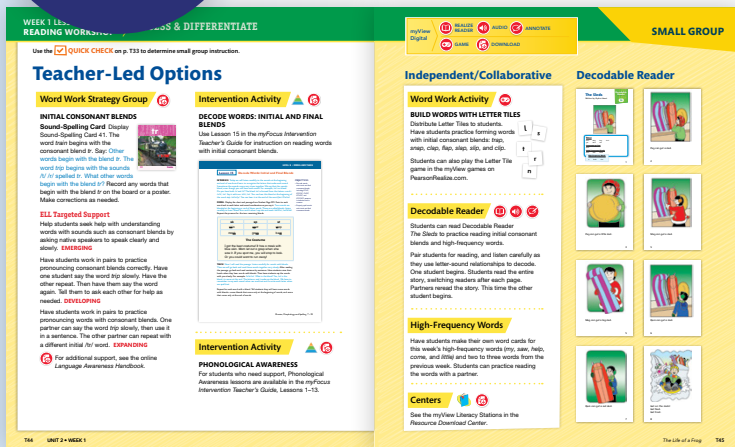 WEEK 1 LESS
READING WORKSHOP
SS & DIFFERENTIATE
Use the QUICK CHECK on p. T33 to determine small group instruction.
Teacher-Led Options
Word Work Strategy Group
INITIAL CONSONANT BLENDS
Sound-Spelling Card Display
Sound-Spelling Card 41. The
word train begins with the
consonant blend tr. Say: Other
words begin with the blend tr. The
word trip begins with the sounds
/t/ /r/ spelled tr. What other words
begin with the blend tr? Record any words that
begin with the blend tr on the board or a poster.
Make corrections as needed.
tr
ELL Targeted Support
Help students seek help with understanding
words with sounds such as consonant blends by
asking native speakers to speak clearly and
slowly. EMERGING
Have students work in pairs to practice
pronouncing consonant blends correctly. Have
one student say the word trip slowly. Have the
other repeat. Then have them say the word
again. Tell them to ask each other for help as
needed. DEVELOPING
Have students work in pairs to practice
pronouncing words with consonant blends. One
partner can say the word trip slowly, then use it
in a sentence. The other partner can repeat with
a different initial /tr/ word. EXPANDING
For additional support, see the online
Language Awareness Handbook.
Intervention Activity
DECODE WORDS: INITIAL AND FINAL
BLENDS
Use Lesson 15 in the myFocus Intervention
Teacher's Guide for instruction on reading words
with initial consonant blends.
The Costume
Intervention Activity
PHONOLOGICAL AWARENESS
For students who need support, Phonological
Awareness lessons are available in the myFocus
Intervention Teacher's Guide, Lessons 1–13.
T44 UNIT 2 • WEEK 1
myView
Digital
REALIZE
READER
AUDIO
ANNOTATE
GAME
DOWNLOAD
SMALL GROUP
Independent/Collaborative
Word Work Activity
BUILD WORDS WITH LETTER TILES
Distribute Letter Tiles to students.
Have students practice forming words
with initial consonant blends: trap,
snap, clap, flap, slap, slip, and clip.
Students can also play the Letter Tile
game in the myView games on
PearsonRealize.com.
l
s
t
r
n
Decodable Reader
Students can read Decodable Reader
The Sleds to practice reading initial consonant
blends and high-frequency words.
Pair students for reading, and listen carefully as
they use letter-sound relationships to decode.
One student begins. Students read the entire
story, switching readers after each page.
Partners reread the story. This time the other
student begins.
High-Frequency Words
Have students make their own word cards for
this week's high-frequency words (my, saw, help,
come, and little) and two to three words from the
previous week. Students can practice reading
the words with a partner.
Centers
See the myView Literacy Stations in the
Resource Download Center.
Decodable Reader
The Sleds
The Life of a Frog T45